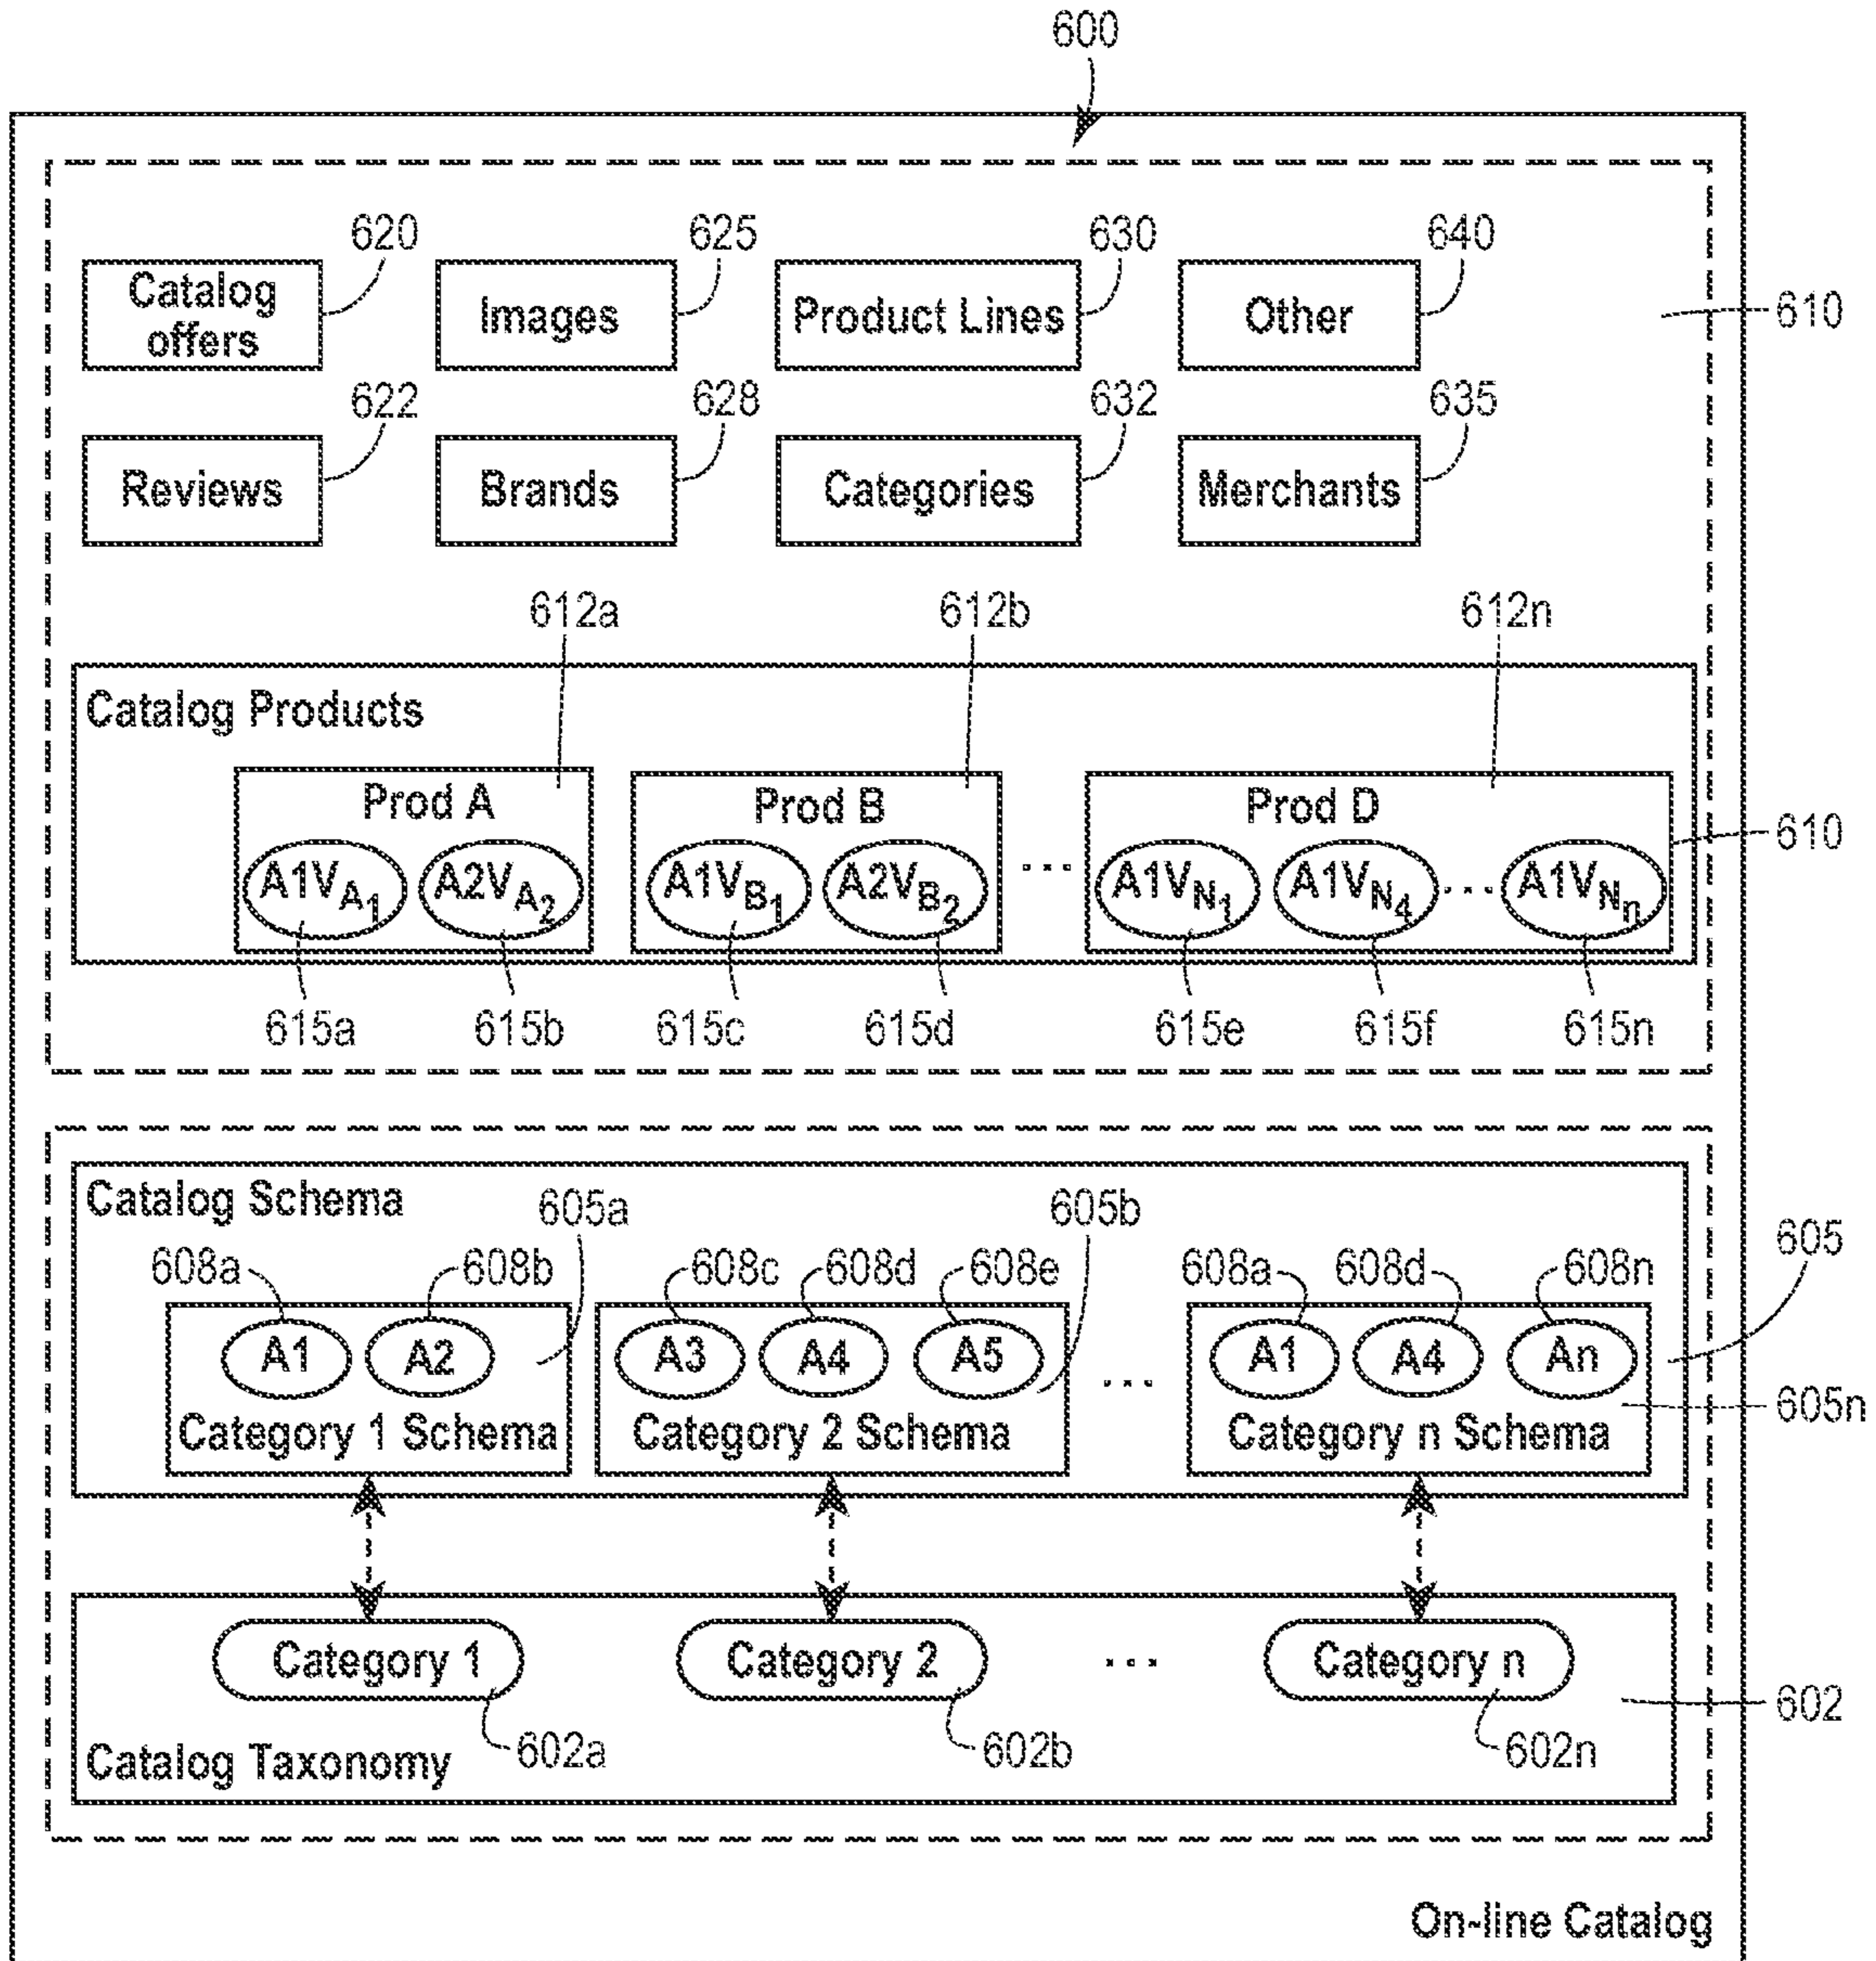 600
620
625
630
640
Catalog
offers
Images
Product Lines
Other
610
622
628
632
635
Reviews
Brands
Categories
Merchants
612a
612b
612n
Catalog Products
Prod A
Prod B
Prod D
610
A1VA1
A2VA2
A1VB1
A2VB2
...
A1VN1
A1VN4
...
A1VNn
615a
615b
615c
615d
615e
615f
615n
Catalog Schema
605a
605b
605
608a
608b
608c
608d
608e
608a
608d
608n
A1
A2
A3
A4
A5
...
A1
A4
An
605n
Category 1 Schema
Category 2 Schema
Category n Schema
Category 1
Category 2
...
Category n
602
Catalog Taxonomy
602a
602b
602n
On-line Catalog